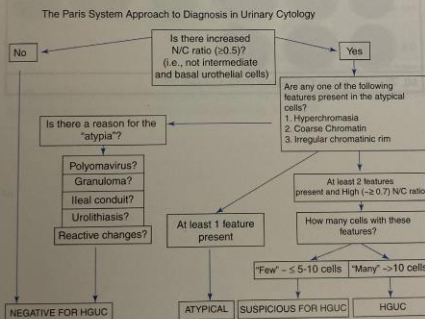 The Paris System Approach to Diagnosis in Urinary Cytology
Is there increased
N/C ratio (≥0.5)?
(i.e., not intermediate
and basal urothelial cells)
No
Yes
Are any one of the following
features present in the atypical
cells?
1. Hyperchromasia
2. Coarse Chromatin
3. Irregular chromatinic rim
Is there a reason for the
"atypia"?
Polyomavirus?
Granuloma?
Ileal conduit?
Urolithiasis?
Reactive changes?
At least 1 feature
present
At least 2 features
present and High (~≥ 0.7) N/C ratio
How many cells with these
features?
"Few" - ≤ 5-10 cells
"Many" ->10 cells
NEGATIVE FOR HGUC
ATYPICAL
SUSPICIOUS FOR HGUC
HGUC